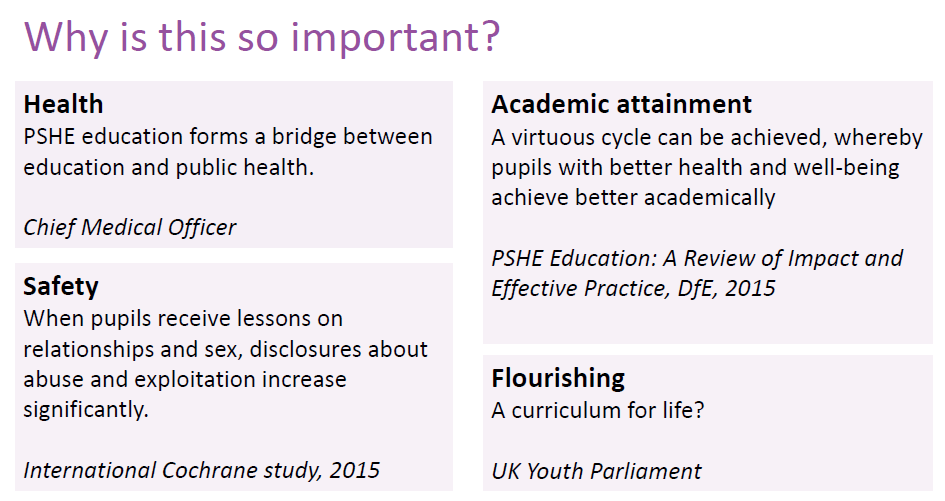 Why is this so important?
Health
PSHE education forms a bridge between
education and public health.
Chief Medical Officer
Safety
When pupils receive lessons on
relationships and sex, disclosures about
abuse and exploitation increase
significantly.
International Cochrane study, 2015
Academic attainment
A virtuous cycle can be achieved, whereby
pupils with better health and well-being
achieve better academically
PSHE Education: A Review of Impact and
Effective Practice, DfE, 2015
Flourishing
A curriculum for life?
UK Youth Parliament